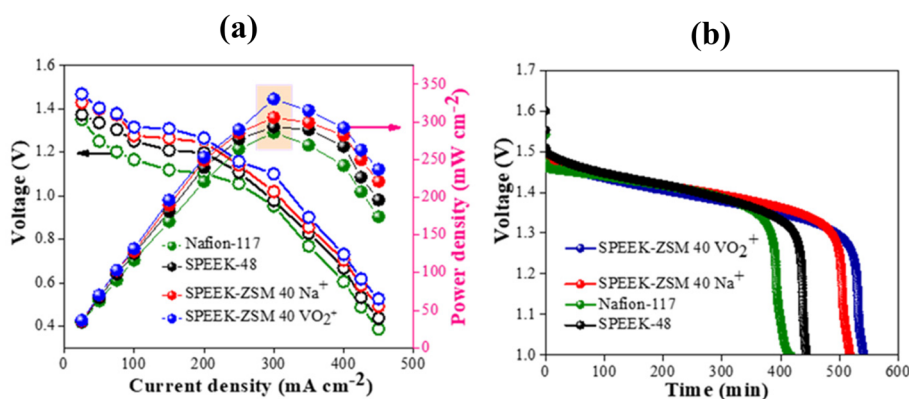 (a)
(b)
Voltage (V)
1.6
1.4
1.2
1.0
0.8
0.6
0.4
350
300
250
200
150
100
50
0
Power density (mW cm⁻²)
Nafion-117
SPEEK-48
SPEEK-ZSM 40 Na⁺
SPEEK-ZSM 40 VO₂⁺
0 100 200 300 400 500
Current density (mA cm⁻²)
Voltage (V)
1.7
1.6
1.5
1.4
1.3
1.2
1.1
1.0
SPEEK-ZSM 40 VO₂⁺
SPEEK-ZSM 40 Na⁺
Nafion-117
SPEEK-48
0 100 200 300 400 500 600
Time (min)